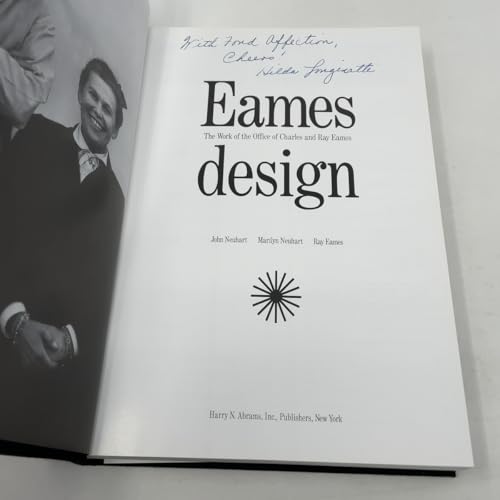 With Fond Affection,
Cheers!
Hilda
Eames
The Work of the Office of Charles and Ray Eames
design
John Neuhart Marilyn Neuhart Ray Eames
Harry N. Abrams, Inc., Publishers, New York